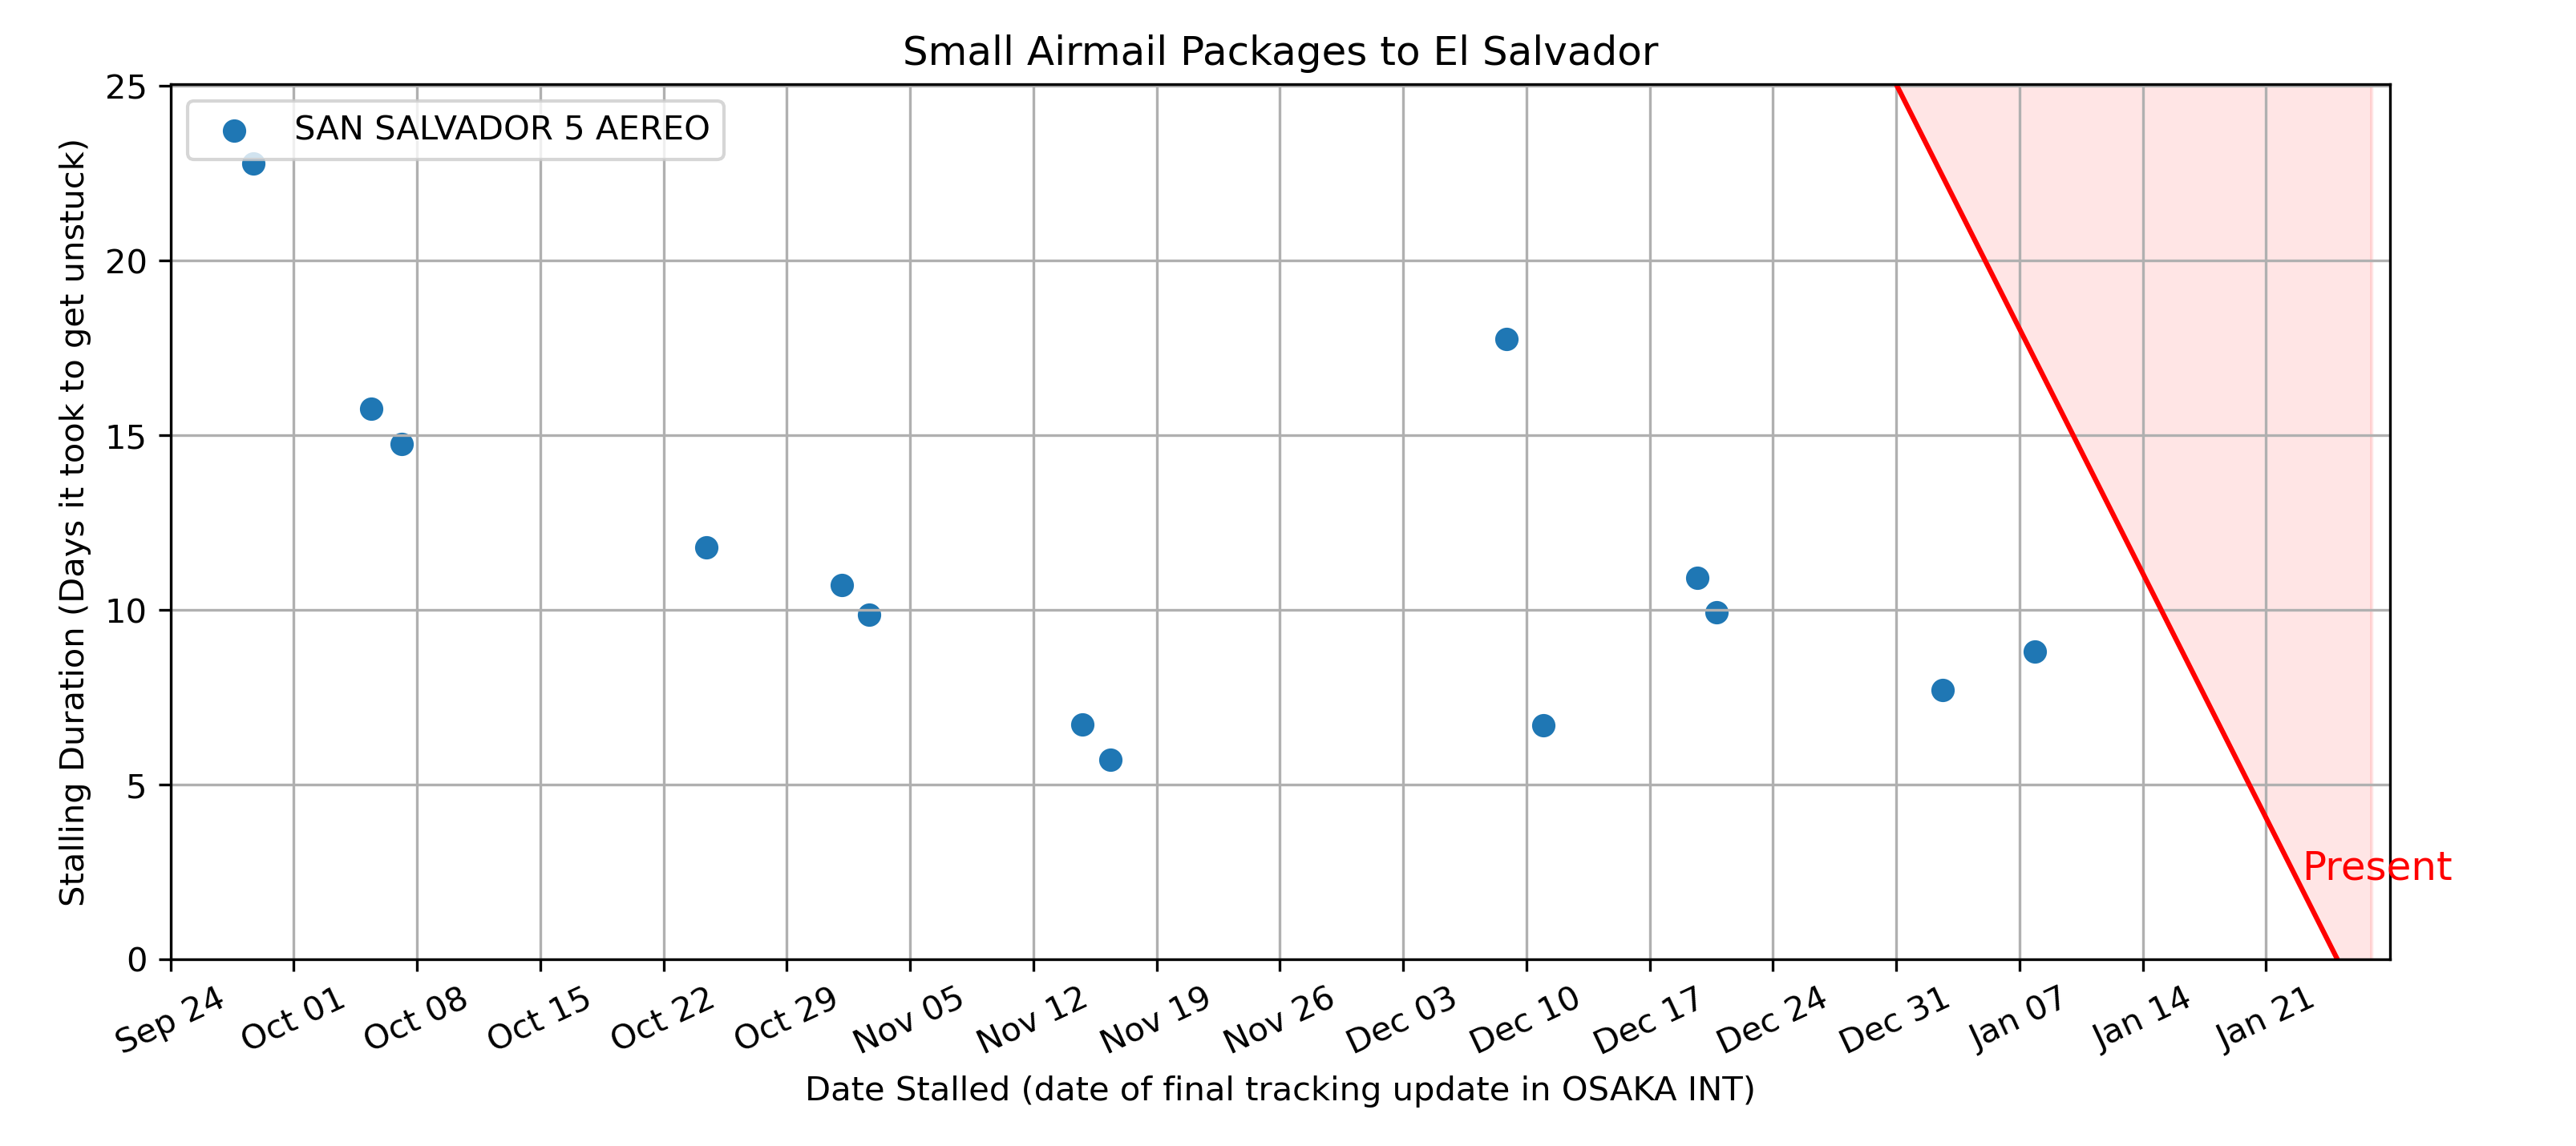 Small Airmail Packages to El Salvador
SAN SALVADOR 5 AEREO
Stalling Duration (Days it took to get unstuck)
25
20
15
10
5
0
Present
Sep 24 Oct 01 Oct 08 Oct 15 Oct 22 Oct 29 Nov 05 Nov 12 Nov 19 Nov 26 Dec 03 Dec 10 Dec 17 Dec 24 Dec 31 Jan 07 Jan 14 Jan 21
Date Stalled (date of final tracking update in OSAKA INT)